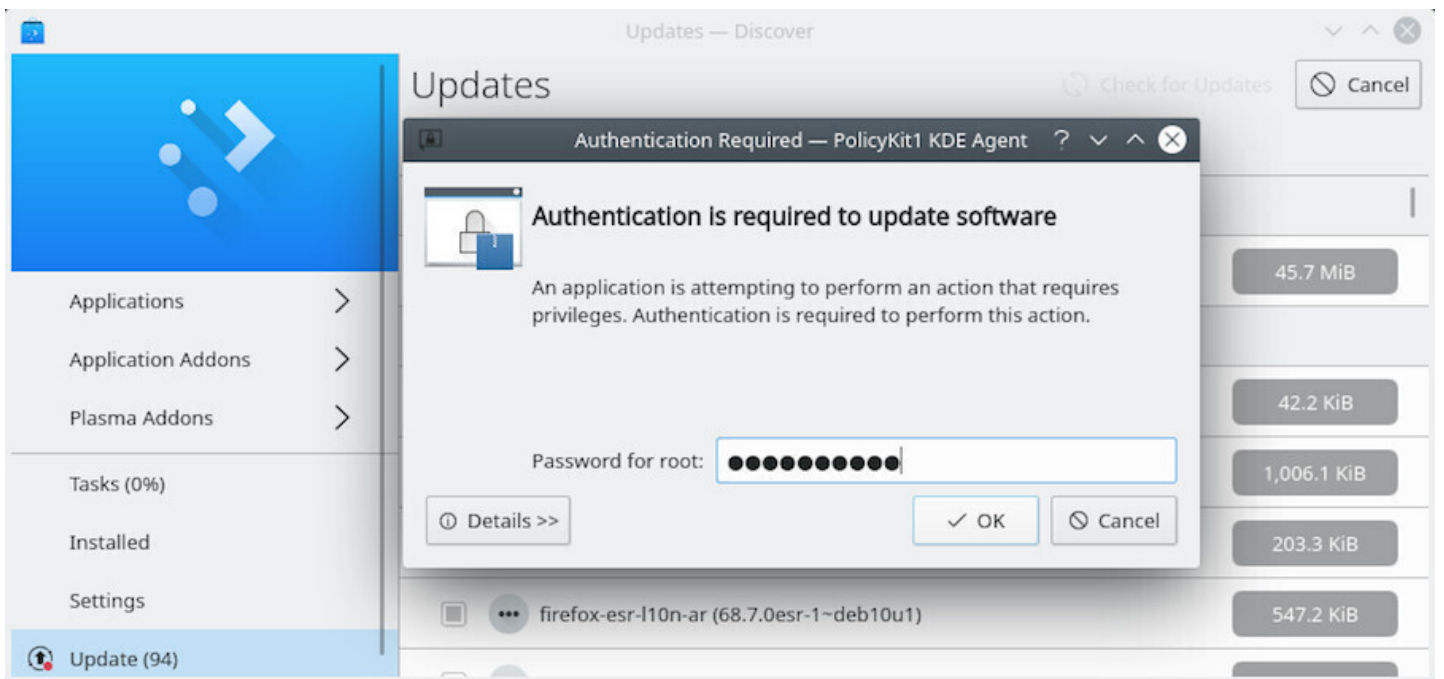 Updates — Discover
Updates
Check for Updates
Cancel
Authentication Required — PolicyKit1 KDE Agent
Authentication is required to update software
An application is attempting to perform an action that requires
privileges. Authentication is required to perform this action.
Password for root: ●●●●●●●●●●
Details >>
OK
Cancel
Applications
Application Addons
Plasma Addons
Tasks (0%)
Installed
Settings
Update (94)
45.7 MiB
42.2 KiB
1,006.1 KiB
203.3 KiB
firefox-esr-l10n-ar (68.7.0esr-1~deb10u1)
547.2 KiB